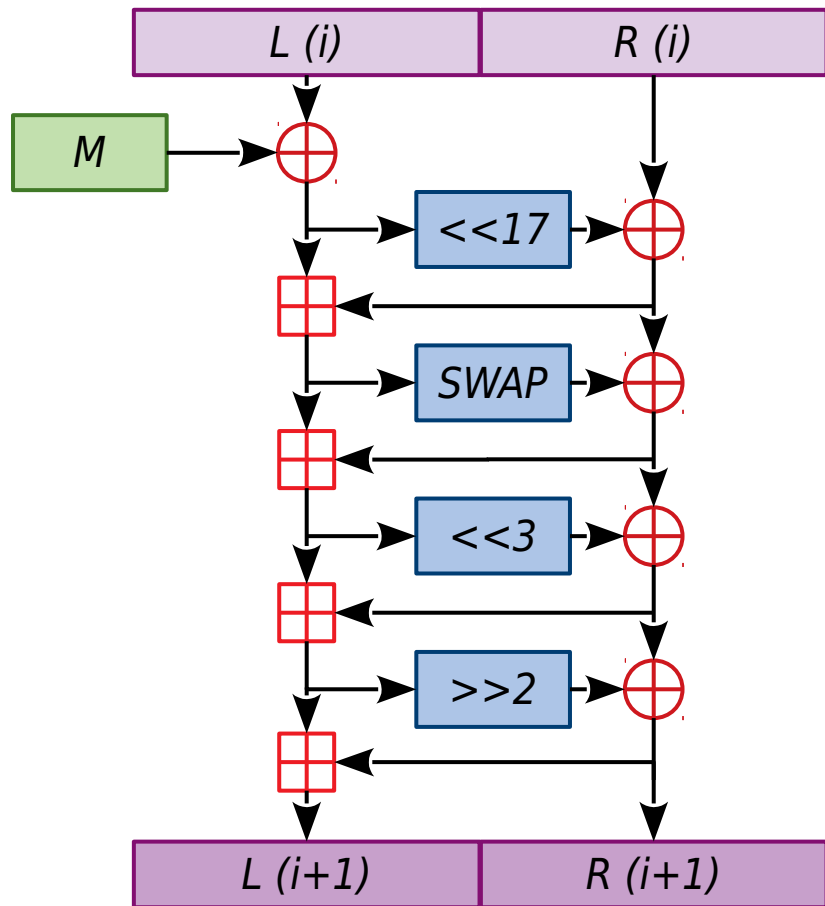 L (i) R (i)
M
<<17
SWAP
<<3
>>2
L (i+1) R (i+1)